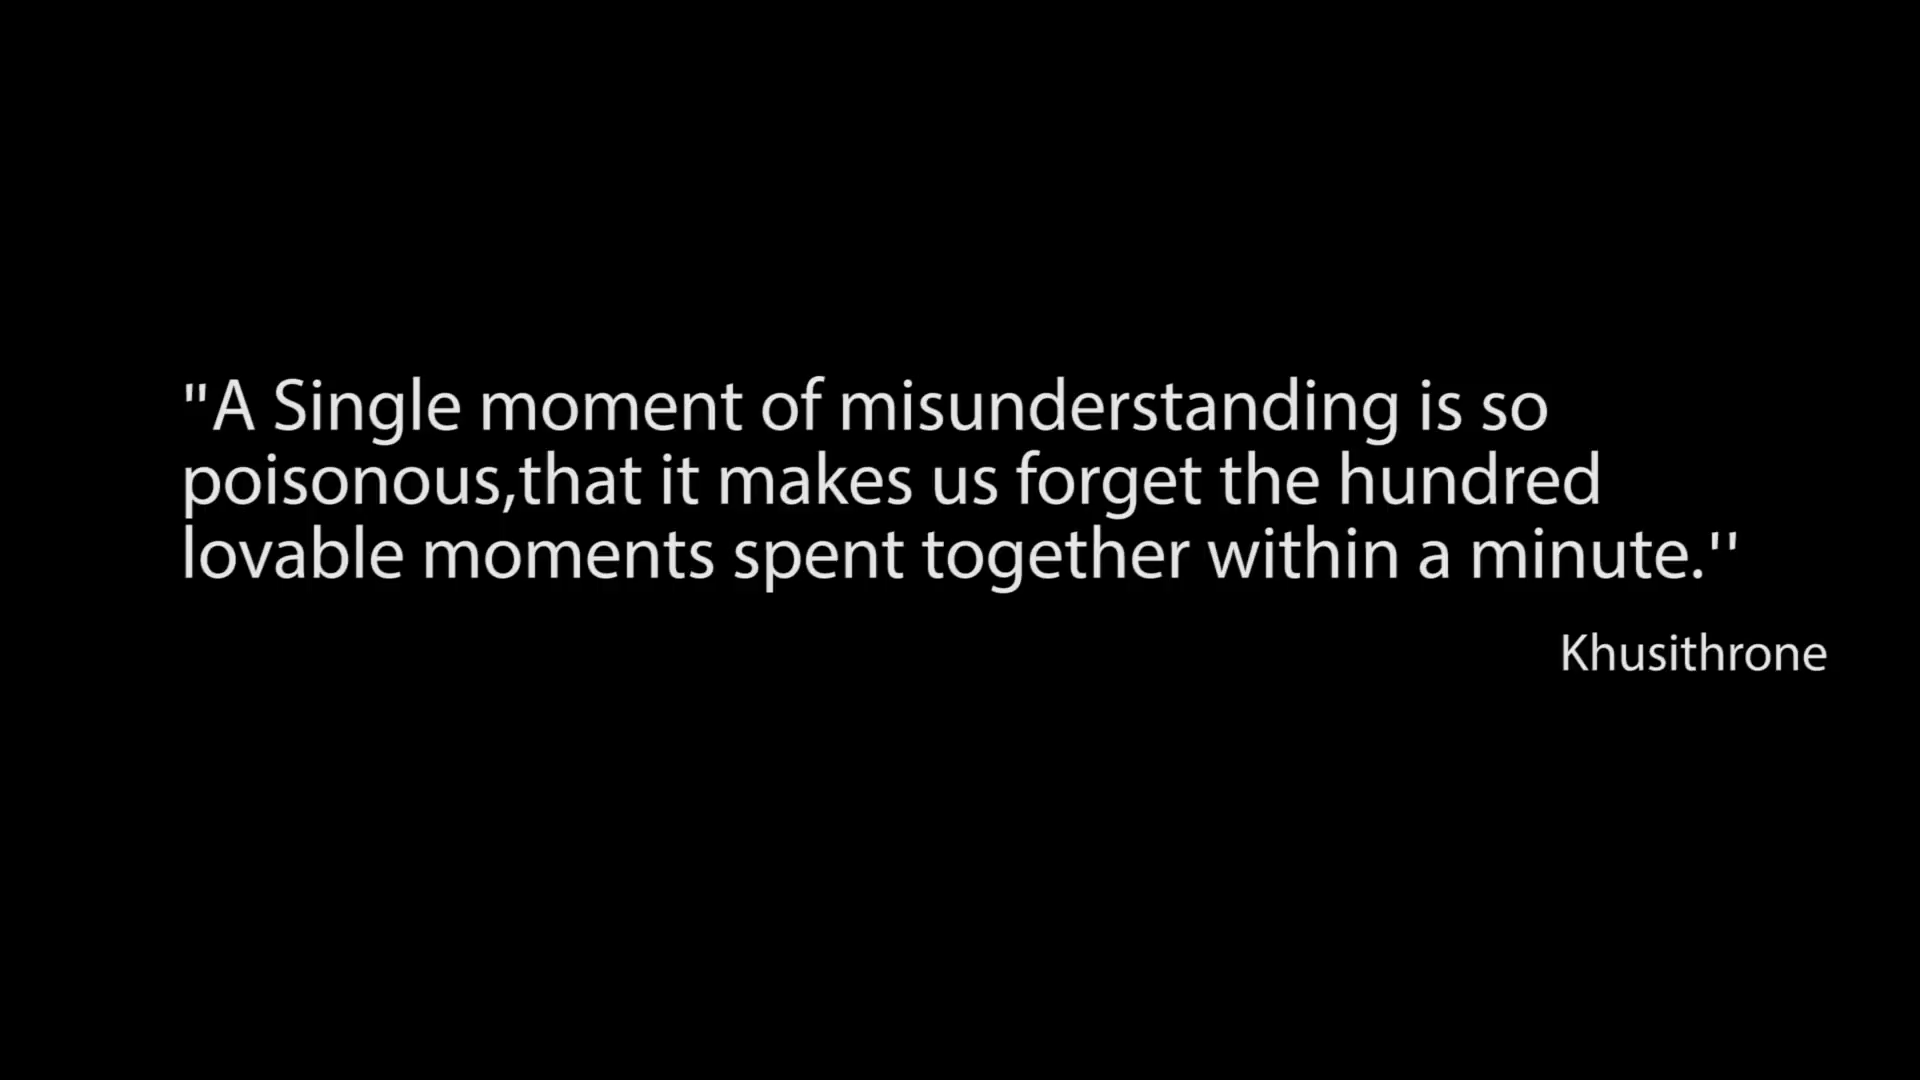 "A Single moment of misunderstanding is so
poisonous,that it makes us forget the hundred
lovable moments spent together within a minute.''
Khusithrone